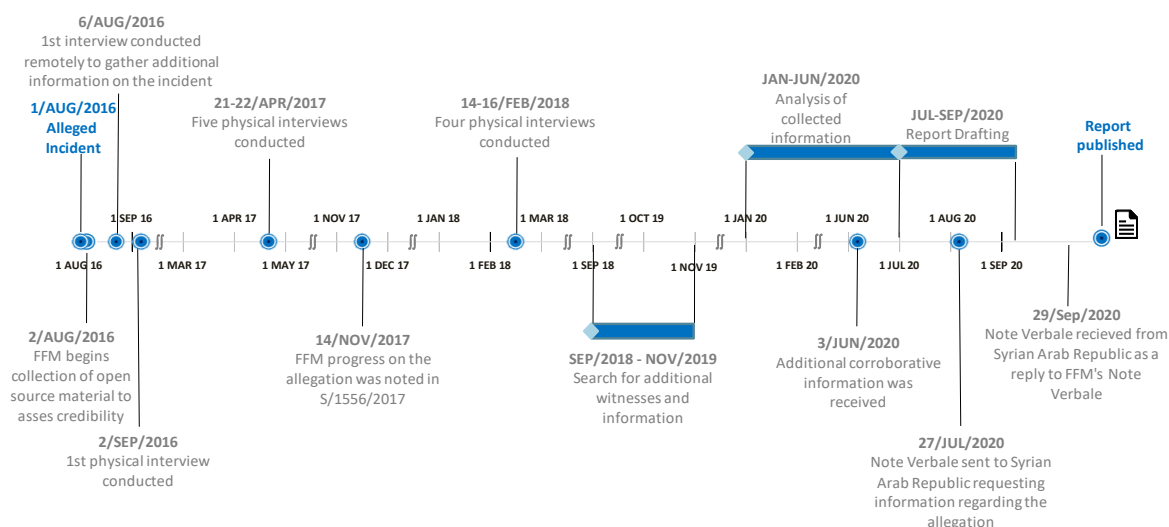 6/AUG/2016
1st interview conducted
remotely to gather additional
information on the incident
1/AUG/2016
Alleged
Incident
21-22/APR/2017
Five physical interviews
conducted
14-16/FEB/2018
Four physical interviews
conducted
JAN-JUN/2020
Analysis of
collected
information
JUL-SEP/2020
Report Drafting
Report
published
1 SEP 16
1 APR 17
1 NOV 17
1 JAN 18
1 MAR 18
1 OCT 19
1 JAN 20
1 JUN 20
1 AUG 20
1 AUG 16
1 MAR 17
1 MAY 17
1 DEC 17
1 FEB 18
1 SEP 18
1 NOV 19
1 FEB 20
1 JUL 20
1 SEP 20
2/AUG/2016
FFM begins
collection of open
source material to
asses credibility
2/SEP/2016
1st physical interview
conducted
14/NOV/2017
FFM progress on the
allegation was noted in
S/1556/2017
SEP/2018 - NOV/2019
Search for additional
witnesses and
information
3/JUN/2020
Additional corroborative
information was
received
27/JUL/2020
Note Verbale sent to Syrian
Arab Republic requesting
information regarding the
allegation
29/Sep/2020
Note Verbale recieved from
Syrian Arab Republic as a
reply to FFM's Note
Verbale